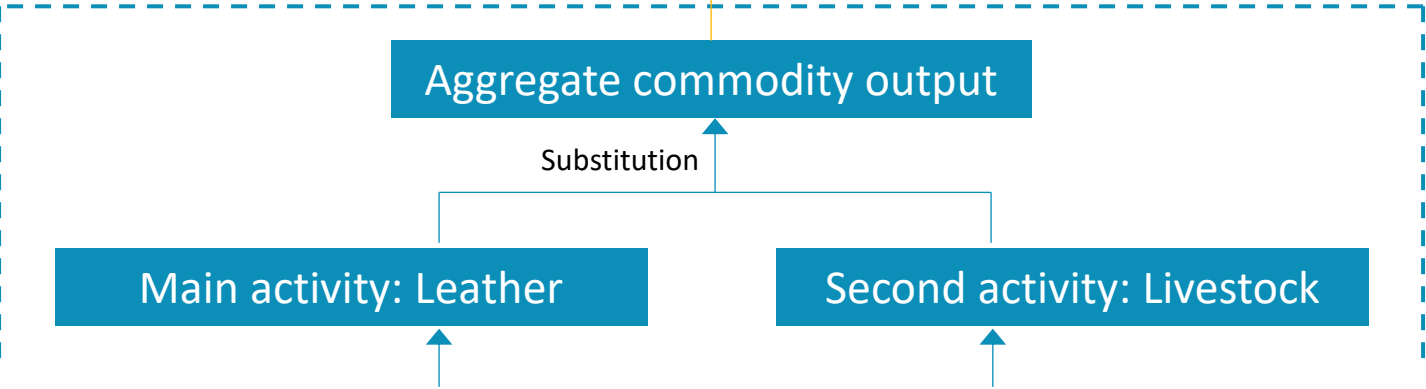 Aggregate commodity output
Substitution
Main activity: Leather
Second activity: Livestock